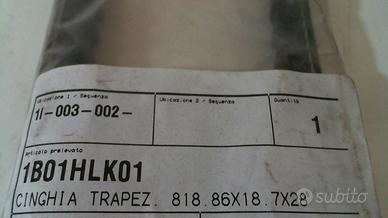 Ubicazione 1 / Sequenza
Ubicazione 2 / Sequenza
Quantità
1I-003-002-
1
Articolo prelevato
1B01HLK01
CINGHIA TRAPEZ. 818.86X18.7X28
subito